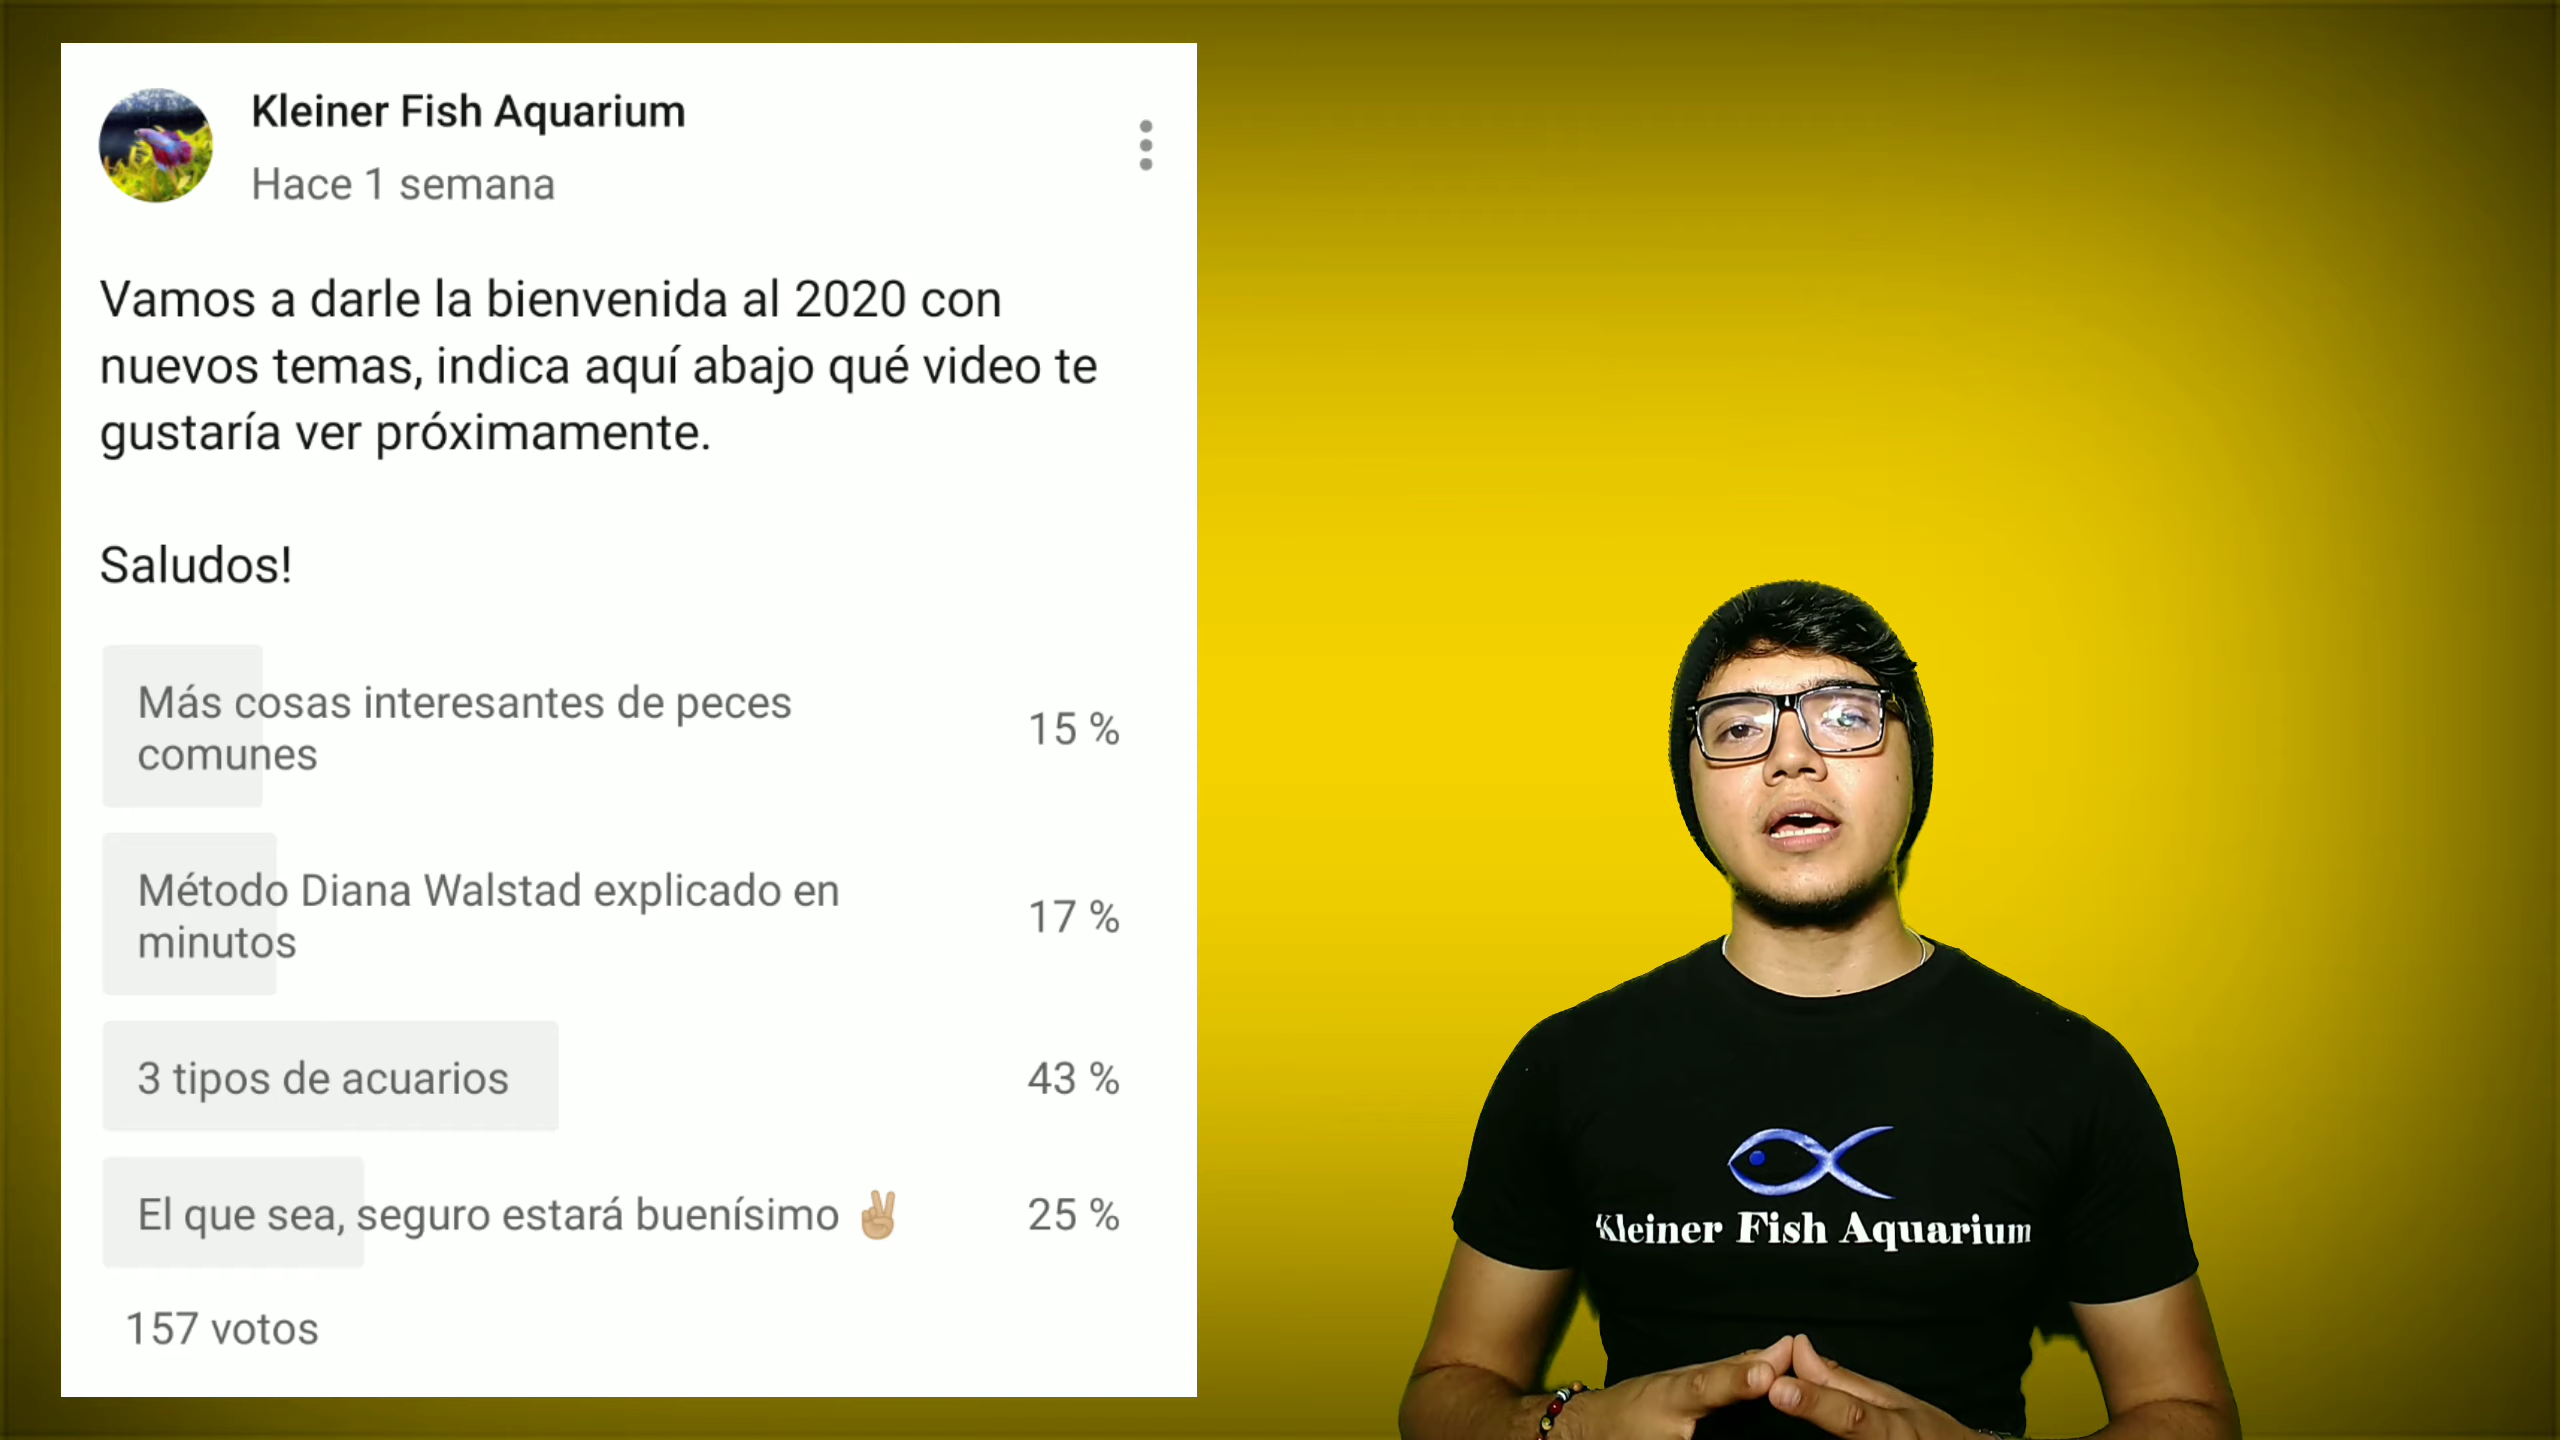 Kleiner Fish Aquarium
Hace 1 semana
Vamos a darle la bienvenida al 2020 con
nuevos temas, indica aquí abajo qué video te
gustaría ver próximamente.
Saludos!
Más cosas interesantes de peces
comunes
15 %
Método Diana Walstad explicado en
minutos
17 %
3 tipos de acuarios
43 %
El que sea, seguro estará buenísimo ✌🏼
25 %
157 votos
Kleiner Fish Aquarium